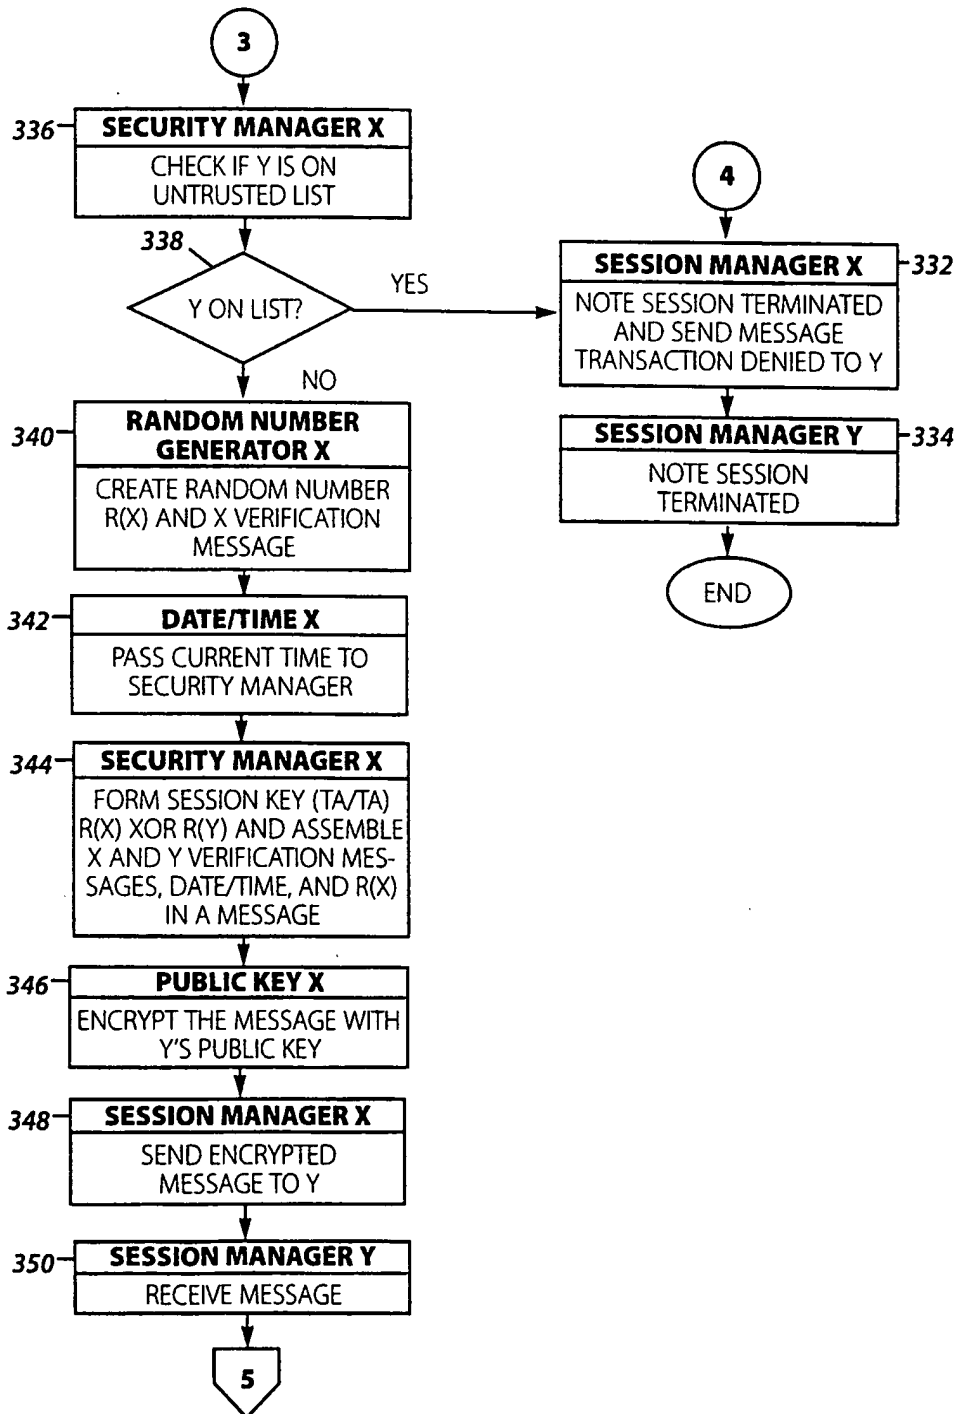 3
336
SECURITY MANAGER X
CHECK IF Y IS ON
UNTRUSTED LIST
338
Y ON LIST?
YES
NO
340
RANDOM NUMBER
GENERATOR X
CREATE RANDOM NUMBER
R(X) AND X VERIFICATION
MESSAGE
342
DATE/TIME X
PASS CURRENT TIME TO
SECURITY MANAGER
344
SECURITY MANAGER X
FORM SESSION KEY (TA/TA)
R(X) XOR R(Y) AND ASSEMBLE
X AND Y VERIFICATION MES-
SAGES, DATE/TIME, AND R(X)
IN A MESSAGE
346
PUBLIC KEY X
ENCRYPT THE MESSAGE WITH
Y'S PUBLIC KEY
348
SESSION MANAGER X
SEND ENCRYPTED
MESSAGE TO Y
350
SESSION MANAGER Y
RECEIVE MESSAGE
5
4
SESSION MANAGER X
332
NOTE SESSION TERMINATED
AND SEND MESSAGE
TRANSACTION DENIED TO Y
SESSION MANAGER Y
334
NOTE SESSION
TERMINATED
END